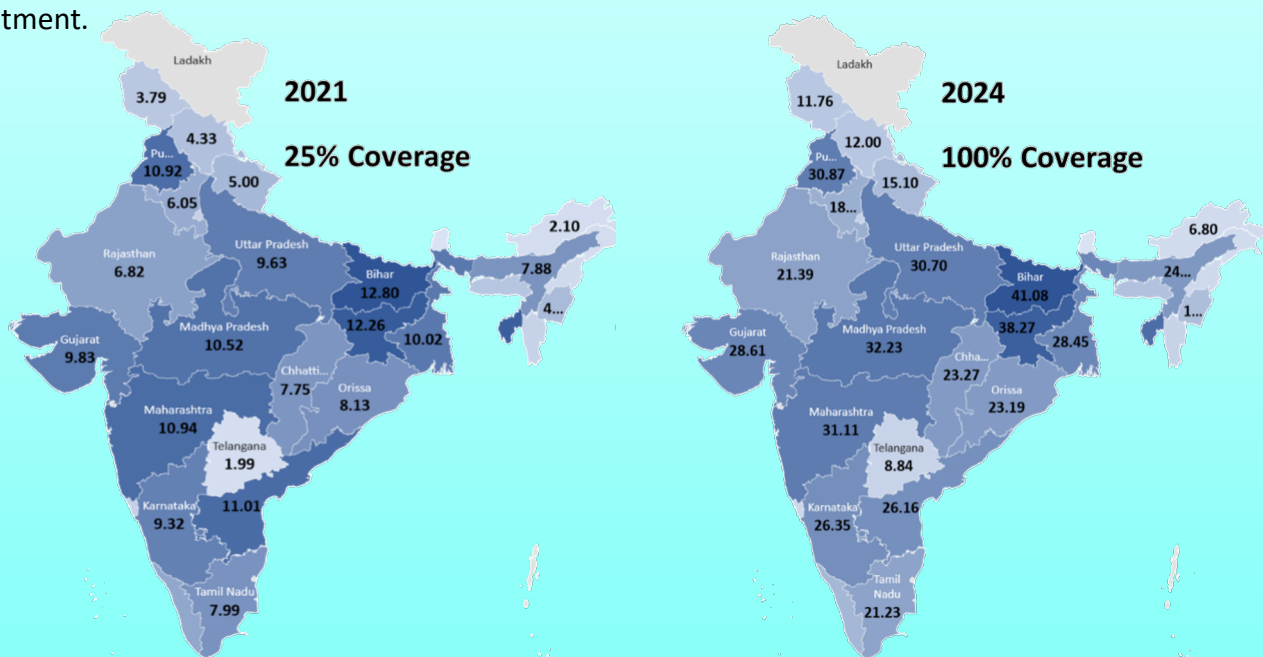 tment.
Ladakh
3.79
2021
4.33
Pu...
10.92
25% Coverage
5.00
6.05
2.10
Uttar Pradesh
9.63
Rajasthan
6.82
7.88
Bihar
12.80
4...
12.26
Madhya Pradesh
10.52
10.02
Gujarat
9.83
Chhatti...
7.75
Orissa
8.13
Maharashtra
10.94
Telangana
1.99
Karnataka
9.32
11.01
Tamil Nadu
7.99
Ladakh
11.76
2024
12.00
Pu...
30.87
100% Coverage
15.10
18...
6.80
Uttar Pradesh
30.70
Rajasthan
21.39
24...
Bihar
41.08
1...
38.27
Madhya Pradesh
32.23
28.45
Gujarat
28.61
Chha...
23.27
Orissa
23.19
Maharashtra
31.11
Telangana
8.84
Karnataka
26.35
26.16
Tamil
Nadu
21.23